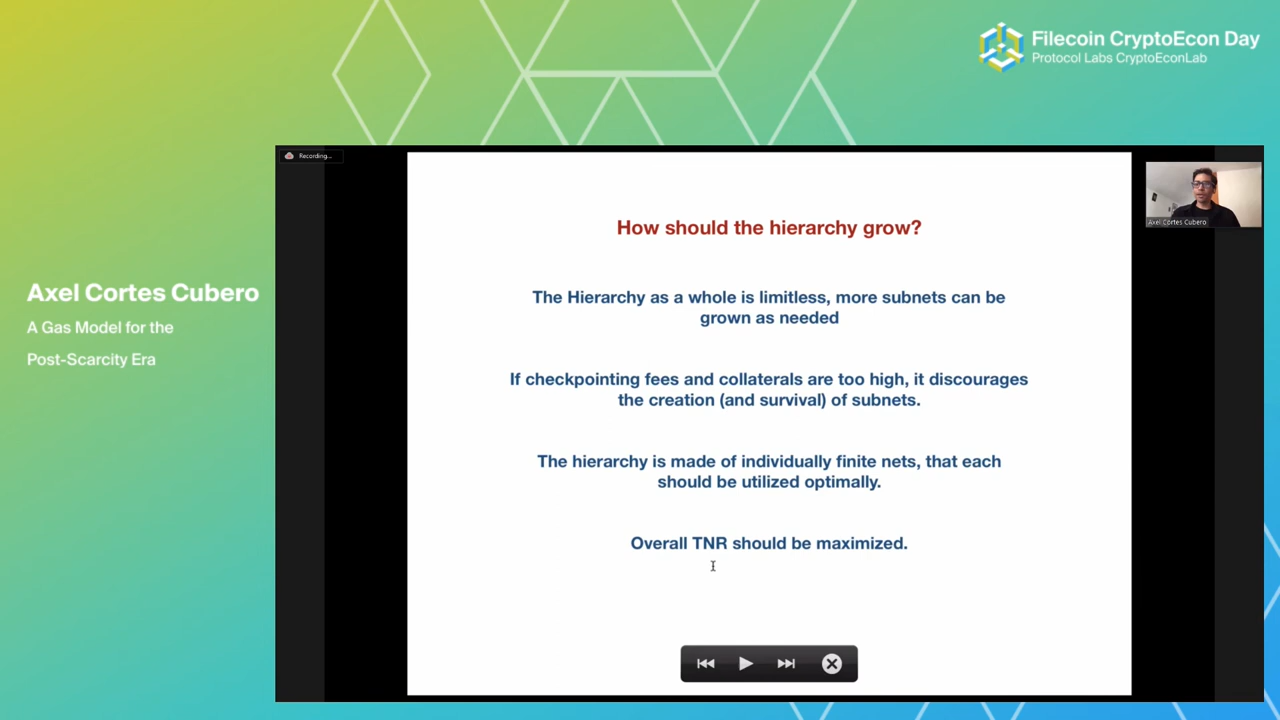 Filecoin CryptoEcon Day
Protocol Labs CryptoEconLab
Recording...
Axel Cortes Cubero
Axel Cortes Cubero
A Gas Model for the
Post-Scarcity Era
How should the hierarchy grow?
The Hierarchy as a whole is limitless, more subnets can be
grown as needed
If checkpointing fees and collaterals are too high, it discourages
the creation (and survival) of subnets.
The hierarchy is made of individually finite nets, that each
should be utilized optimally.
Overall TNR should be maximized.